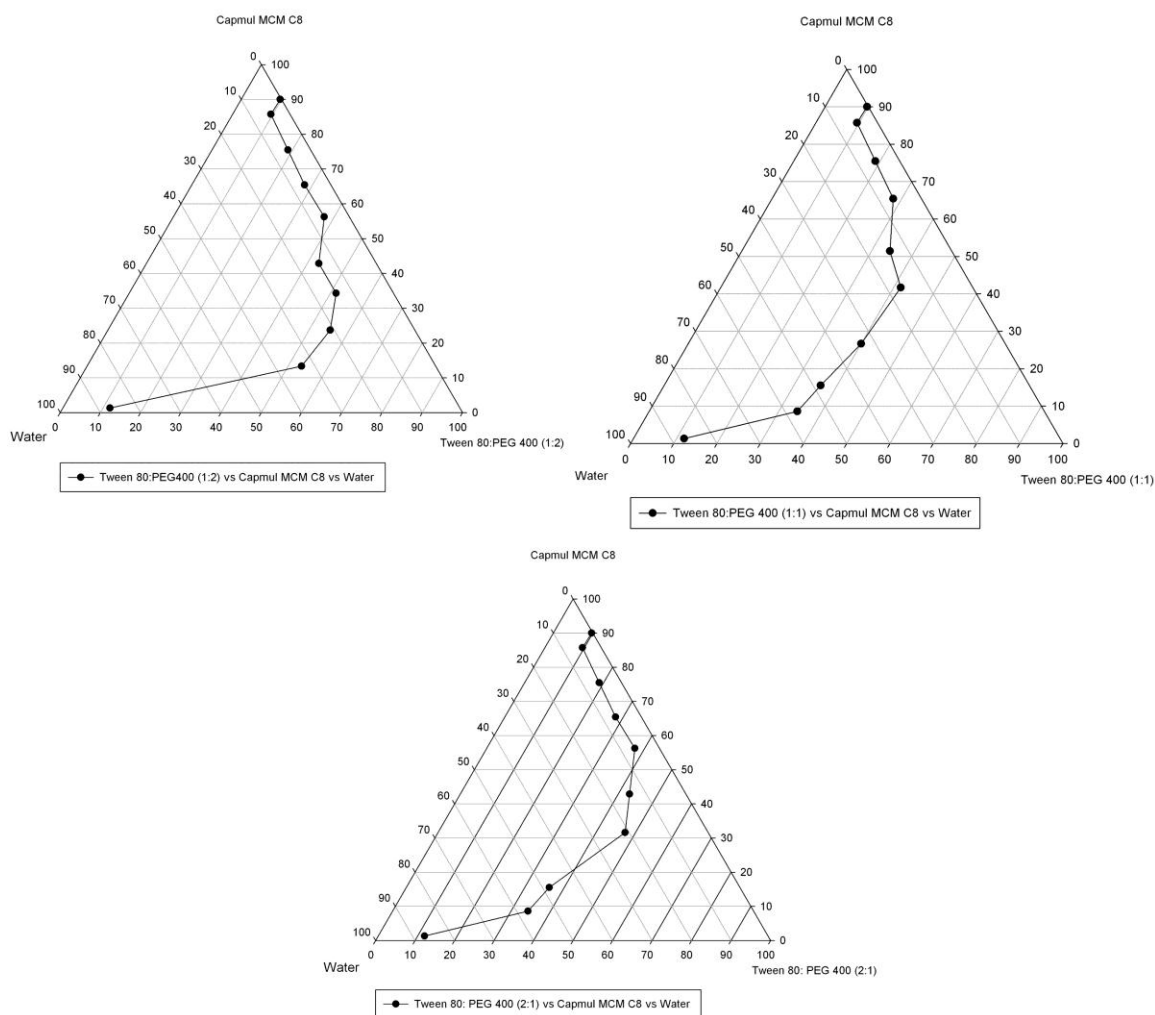 Capmul MCM C8
0 100
10 90
20 80
30 70
40 60
50 50
60 40
70 30
80 20
90 10
100 0
0 10 20 30 40 50 60 70 80 90 100
Water Tween 80:PEG 400 (1:2)
Tween 80:PEG400 (1:2) vs Capmul MCM C8 vs Water
Capmul MCM C8
0 100
10 90
20 80
30 70
40 60
50 50
60 40
70 30
80 20
90 10
100 0
0 10 20 30 40 50 60 70 80 90 100
Water Tween 80:PEG 400 (1:1)
Tween 80:PEG 400 (1:1) vs Capmul MCM C8 vs Water
Capmul MCM C8
0 100
10 90
20 80
30 70
40 60
50 50
60 40
70 30
80 20
90 10
100 0
0 10 20 30 40 50 60 70 80 90 100
Water Tween 80: PEG 400 (2:1)
Tween 80: PEG 400 (2:1) vs Capmul MCM C8 vs Water